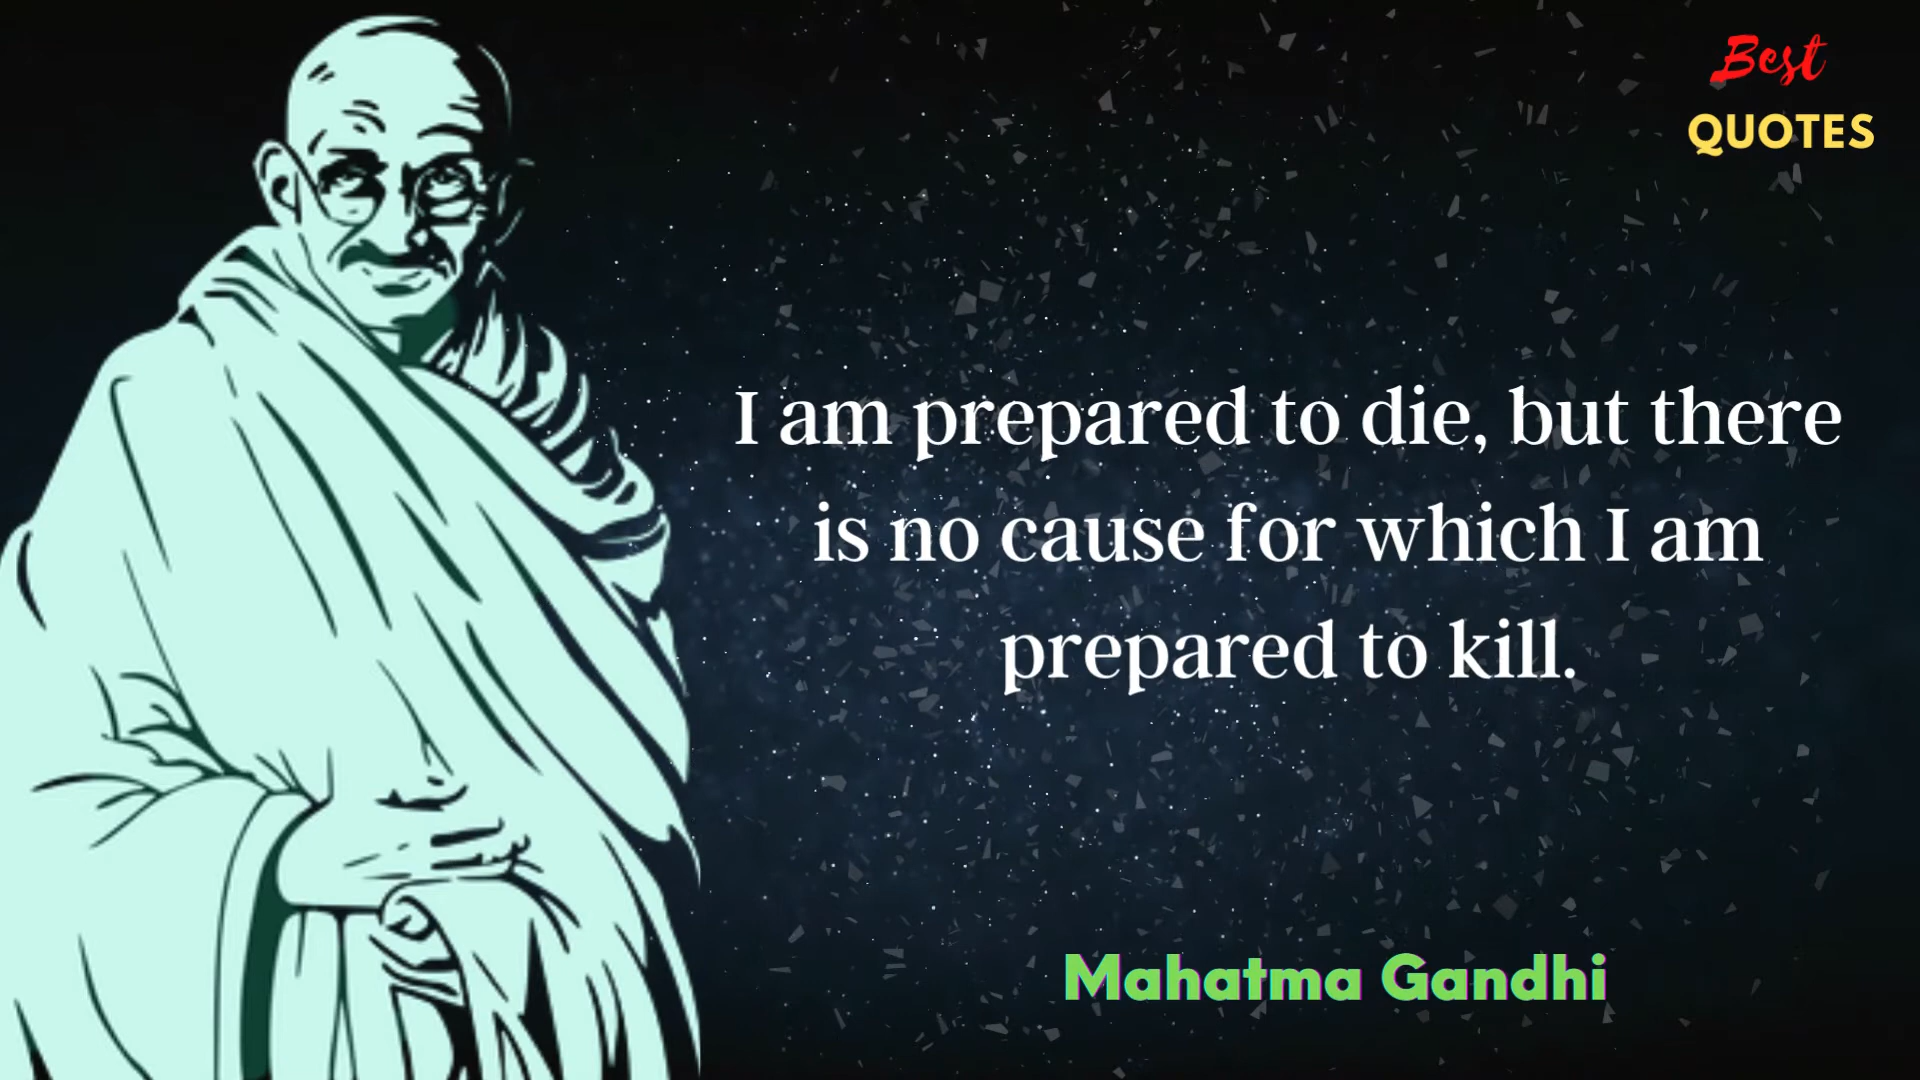 Best
QUOTES
I am prepared to die, but there
is no cause for which I am
prepared to kill.
Mahatma Gandhi